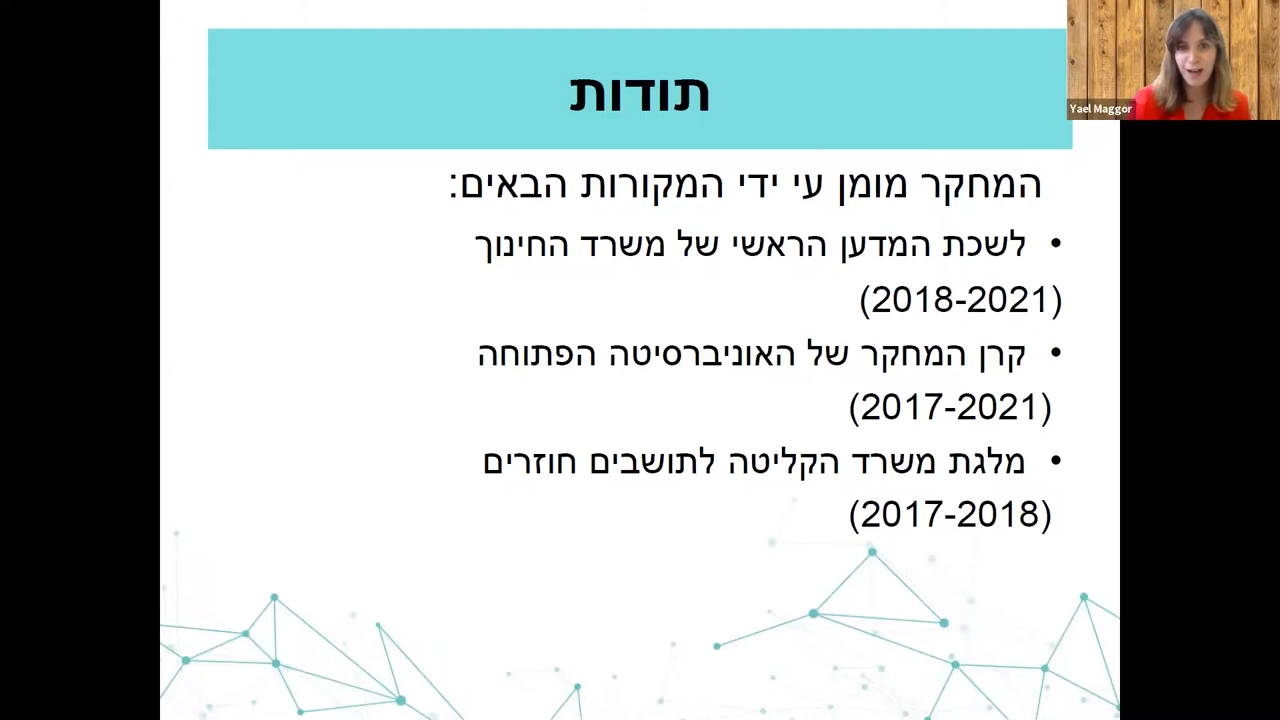 תודות
Yael Maggor
המחקר מומן עי ידי המקורות הבאים:
• לשכת המדען הראשי של משרד החינוך
(2018-2021)
• קרן המחקר של האוניברסיטה הפתוחה
(2017-2021)
• מלגת משרד הקליטה לתושבים חוזרים
(2017-2018)